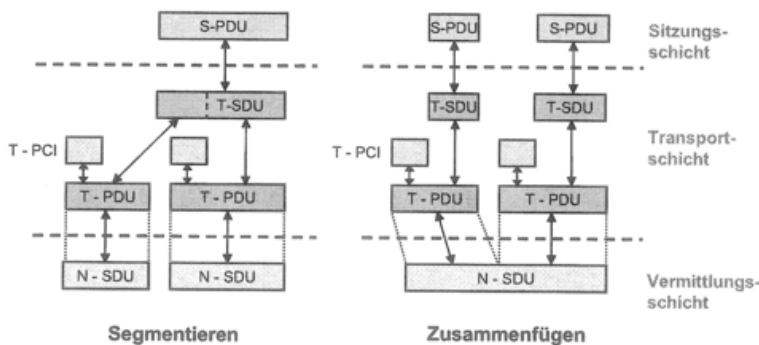 S-PDU
S-PDU
S-PDU
Sitzungs-
schicht
T-SDU
T-SDU
T-SDU
T - PCI
T - PCI
Transport-
schicht
T - PDU
T - PDU
T - PDU
T - PDU
N - SDU
N - SDU
N - SDU
Vermittlungs-
schicht
Segmentieren
Zusammenfügen